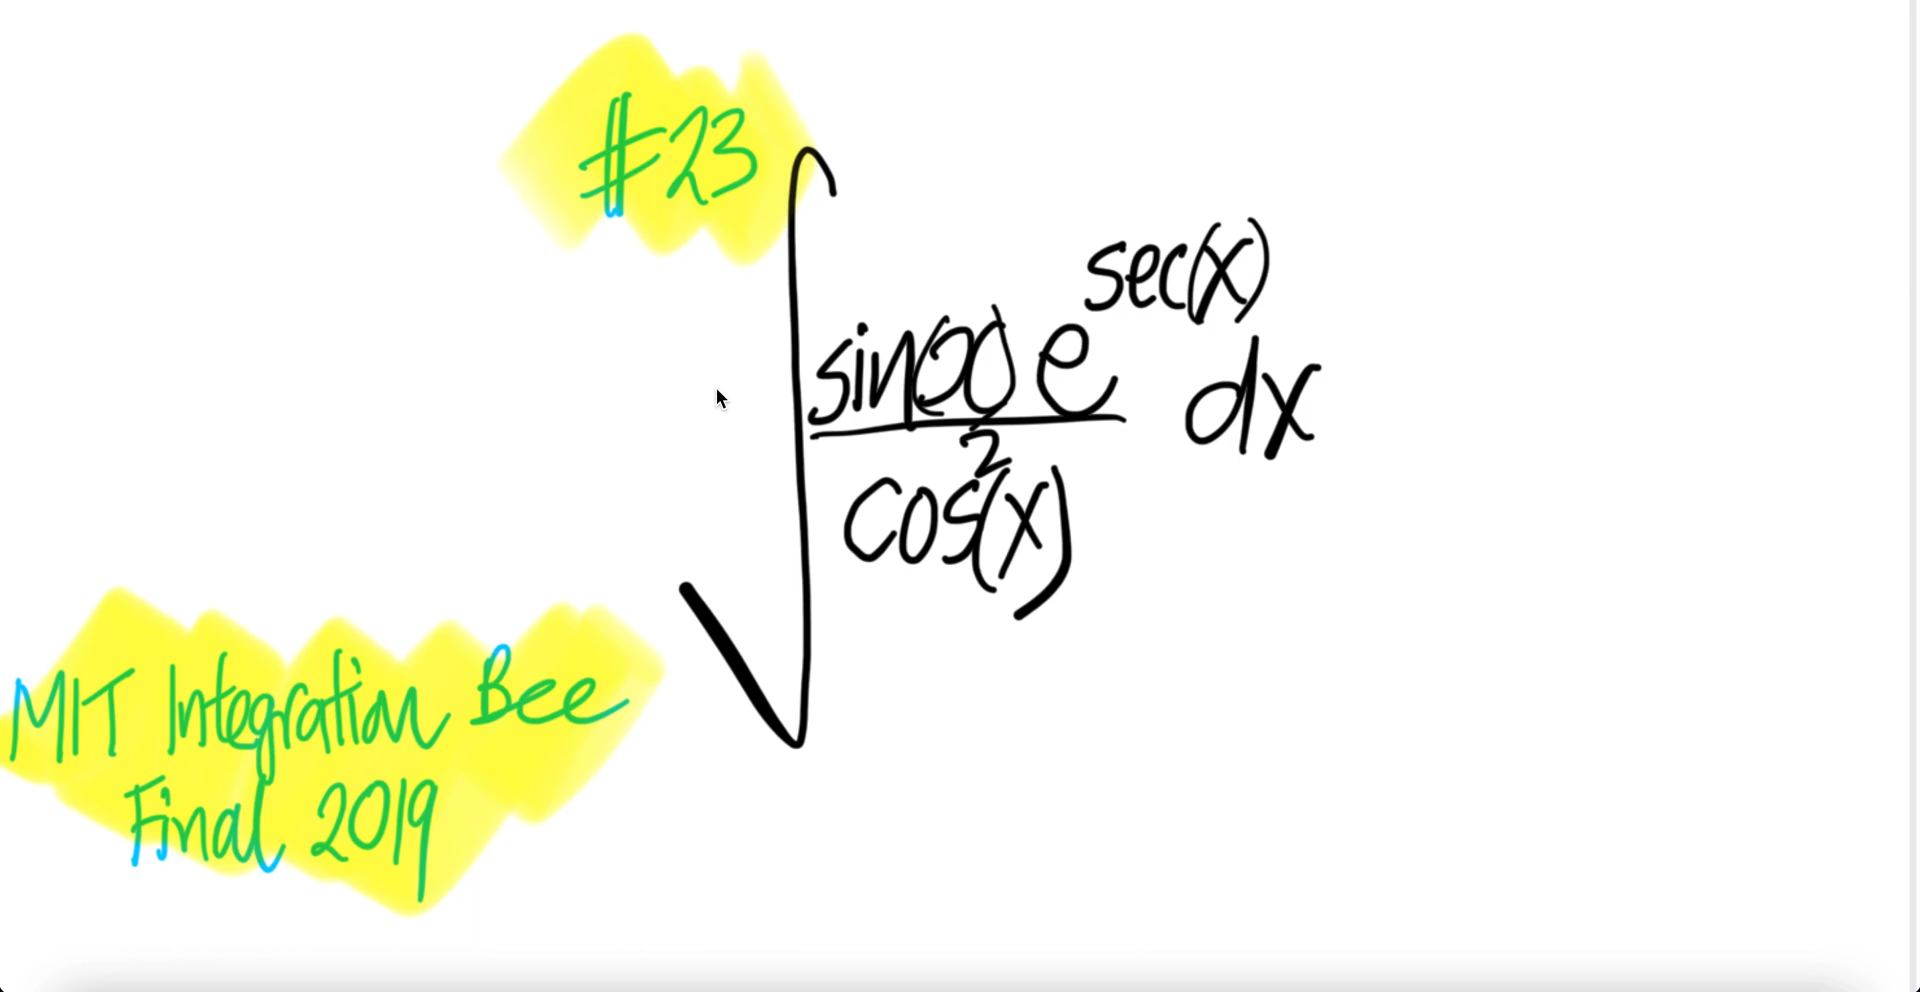 #23
∫ sin(x) e^sec(x) / cos²(x) dx
MIT Integration Bee
Final 2019